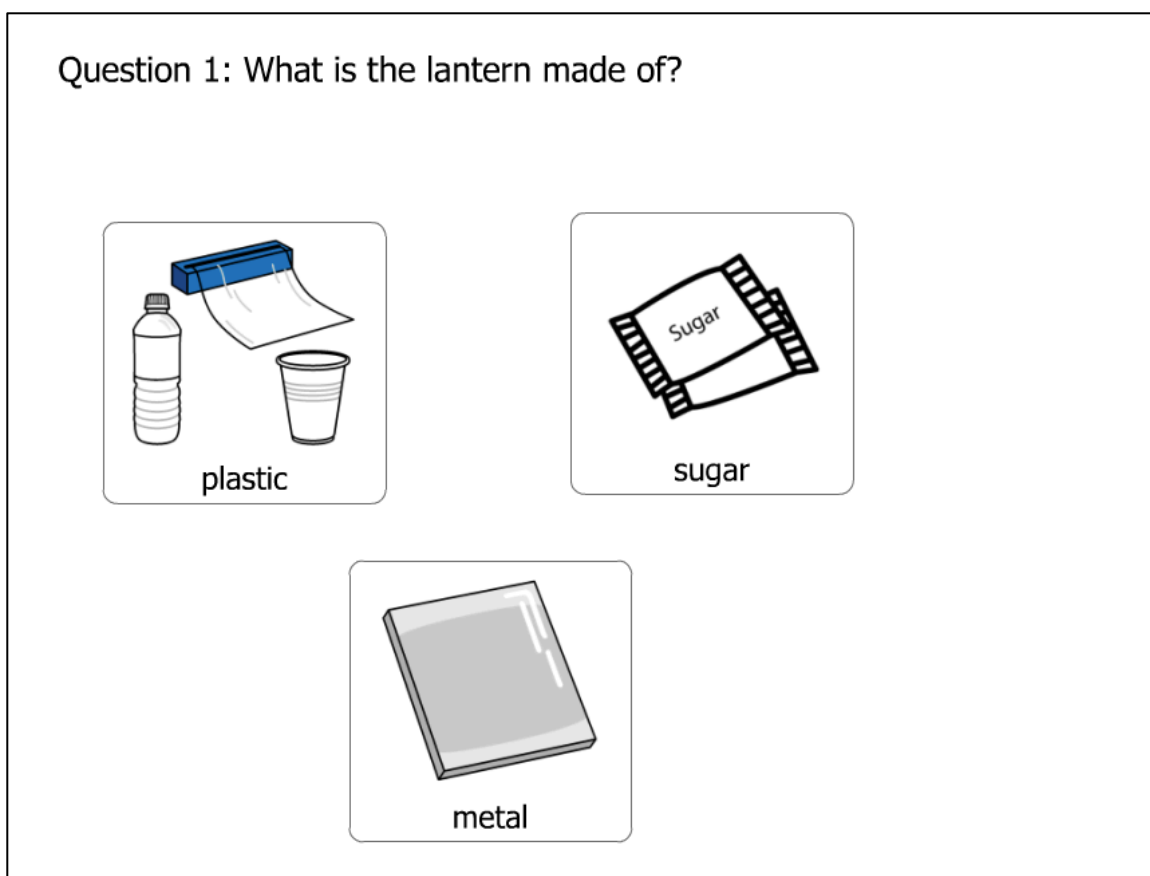 Question 1: What is the lantern made of?
Sugar
plastic
sugar
metal